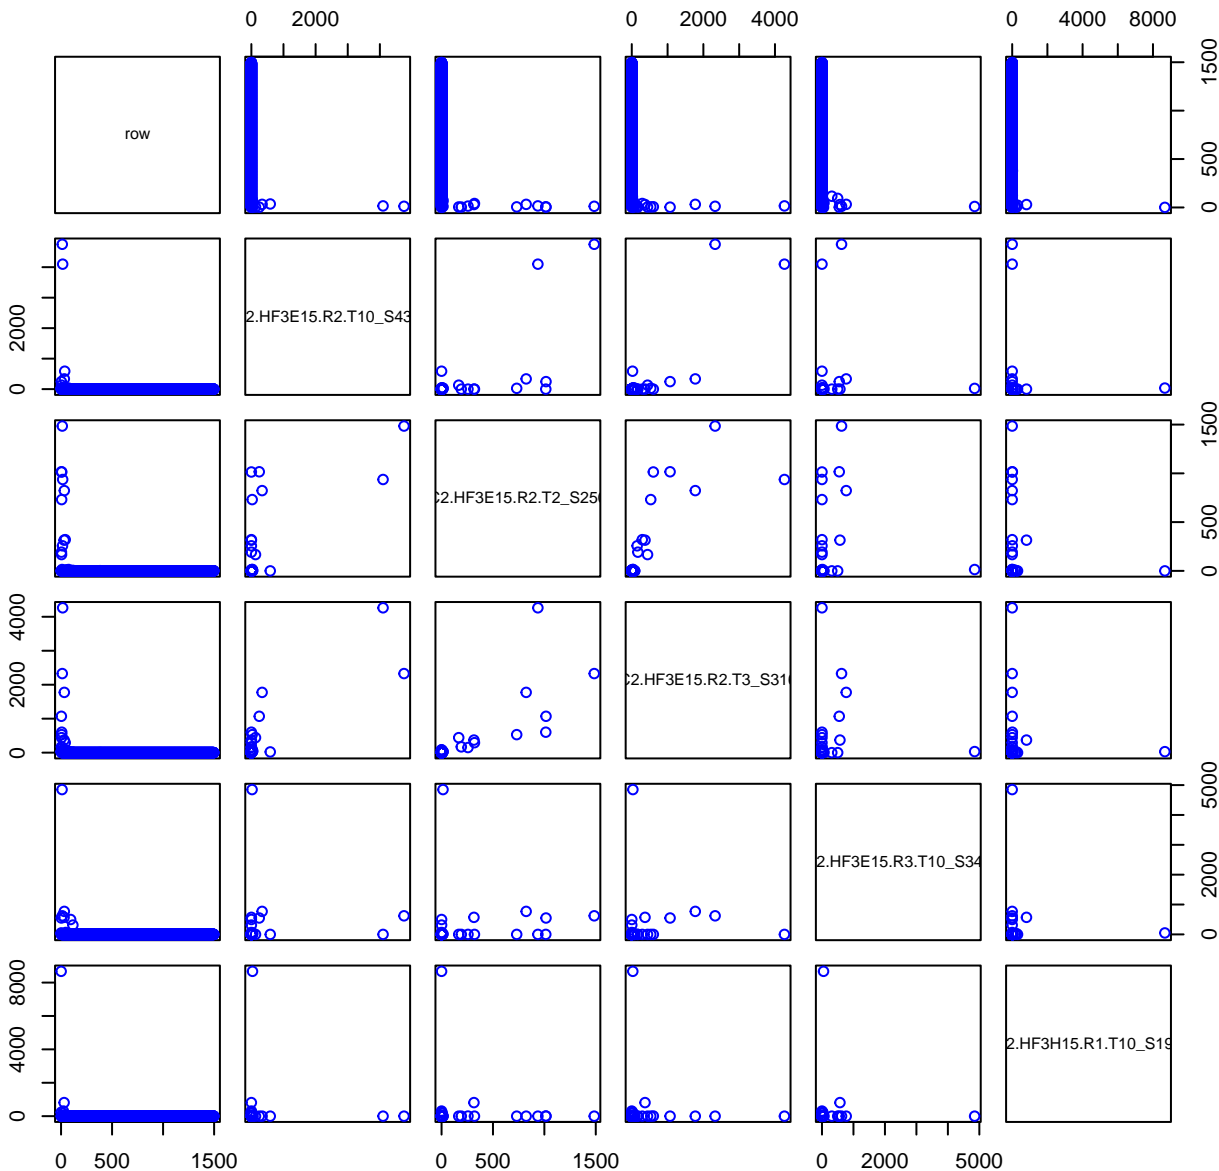 0 2000 0 2000 4000 0 4000 8000
row
0 500 1500
2.HF3E15.R2.T10_S43
0 2000
C2.HF3E15.R2.T2_S250
0 500 1500
C2.HF3E15.R2.T3_S310
0 2000 4000
2.HF3E15.R3.T10_S34
0 2000 5000
2.HF3H15.R1.T10_S19
0 4000 8000
0 500 1500 0 500 1500 0 2000 5000